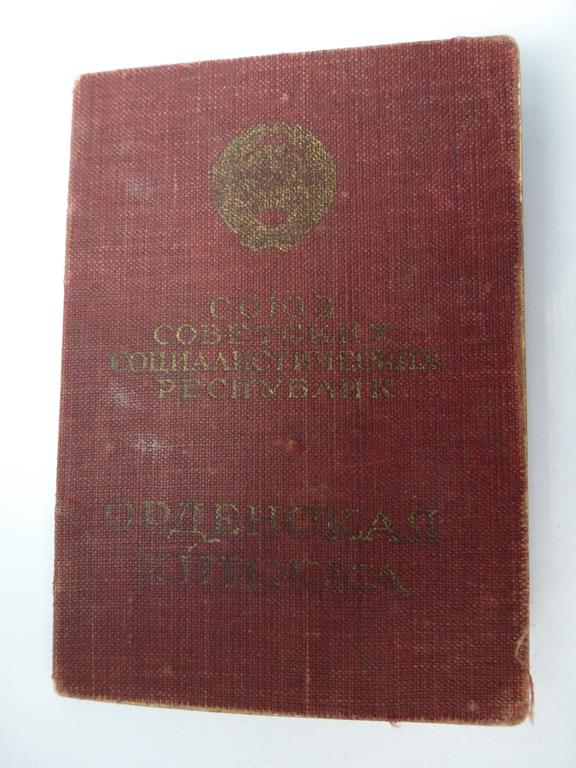 СОЮЗ
СОВЕТСКИХ
СОЦИАЛИСТИЧЕСКИХ
РЕСПУБЛИК
ОРДЕНСКАЯ
КНИЖКА